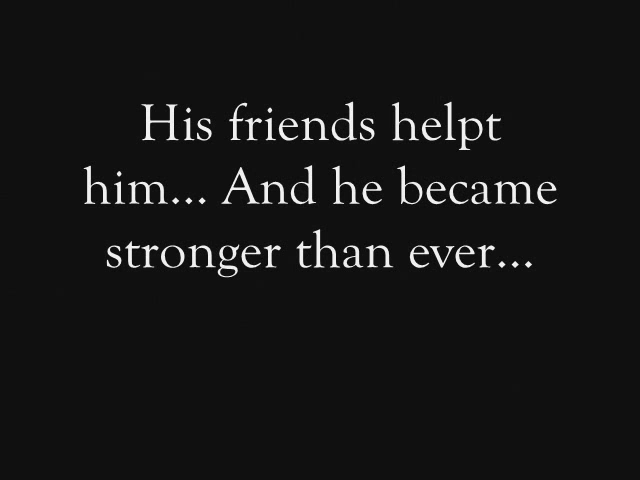 His friends helpt
him... And he became
stronger than ever...